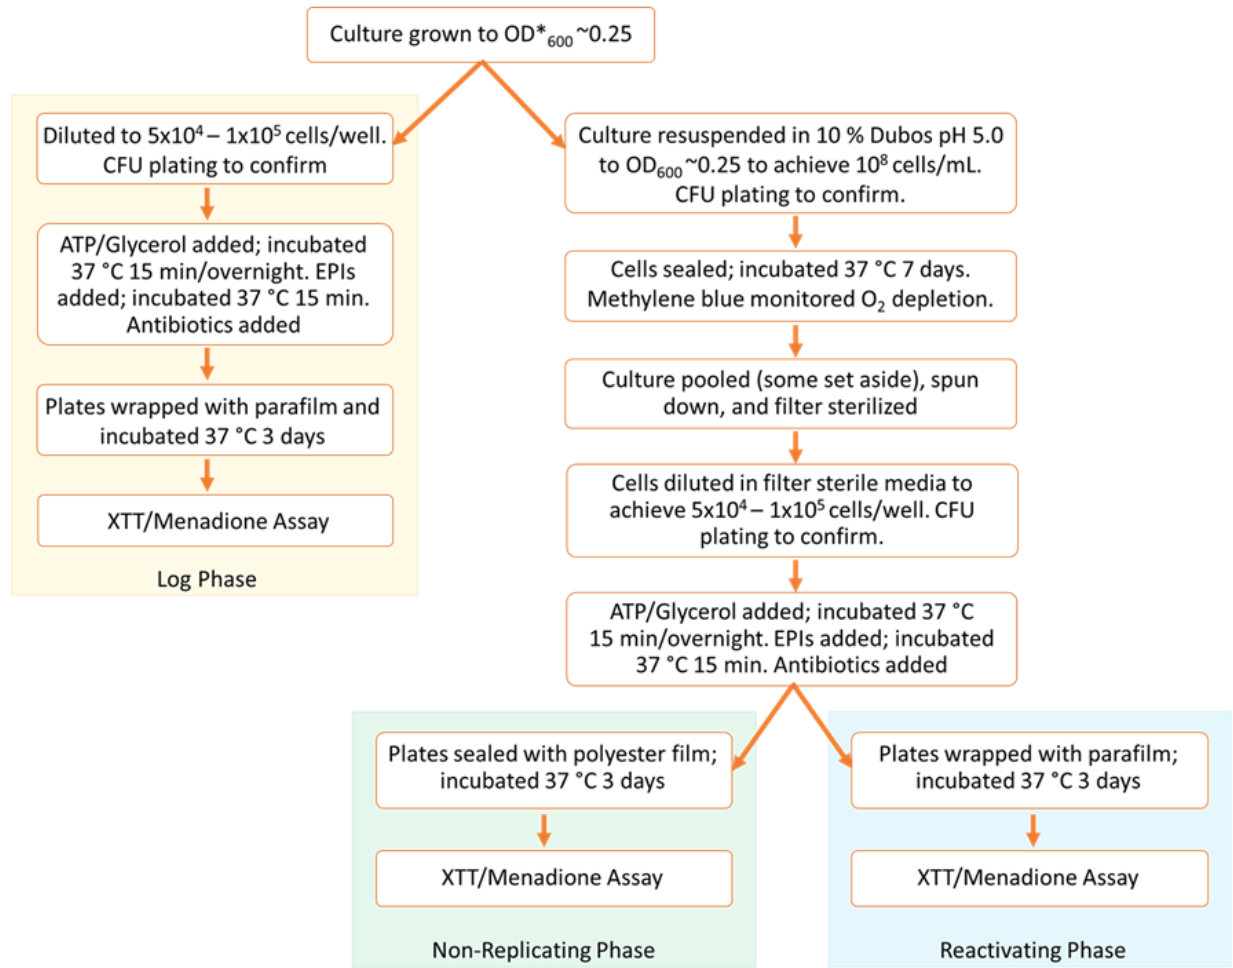 Culture grown to OD*₆₀₀ ~0.25
Diluted to 5x10⁴ – 1x10⁵ cells/well.
CFU plating to confirm
ATP/Glycerol added; incubated
37 °C 15 min/overnight. EPIs
added; incubated 37 °C 15 min.
Antibiotics added
Plates wrapped with parafilm and
incubated 37 °C 3 days
XTT/Menadione Assay
Log Phase
Culture resuspended in 10 % Dubos pH 5.0
to OD₆₀₀ ~0.25 to achieve 10⁸ cells/mL.
CFU plating to confirm.
Cells sealed; incubated 37 °C 7 days.
Methylene blue monitored O₂ depletion.
Culture pooled (some set aside), spun
down, and filter sterilized
Cells diluted in filter sterile media to
achieve 5x10⁴ – 1x10⁵ cells/well. CFU
plating to confirm.
ATP/Glycerol added; incubated 37 °C
15 min/overnight. EPIs added; incubated
37 °C 15 min. Antibiotics added
Plates sealed with polyester film;
incubated 37 °C 3 days
XTT/Menadione Assay
Non-Replicating Phase
Plates wrapped with parafilm;
incubated 37 °C 3 days
XTT/Menadione Assay
Reactivating Phase